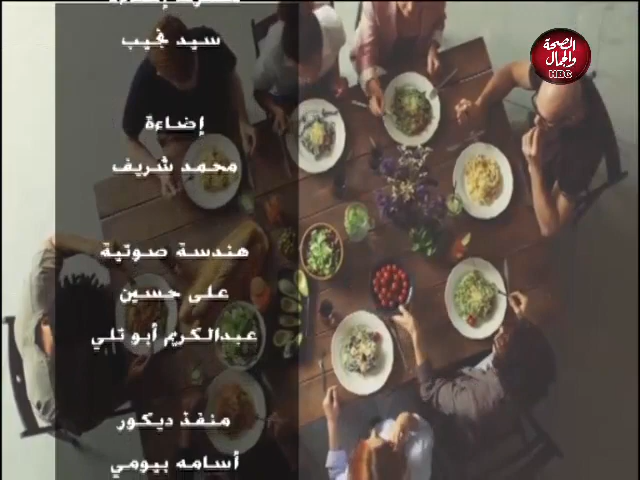 سيد نجيب
الصحة
والجمال
HBC
إضاءة
محمد شريف
هندسة صوتية
على حسين
عبدالكريم أبو تلي
منفذ ديكور
أسامه بيومي